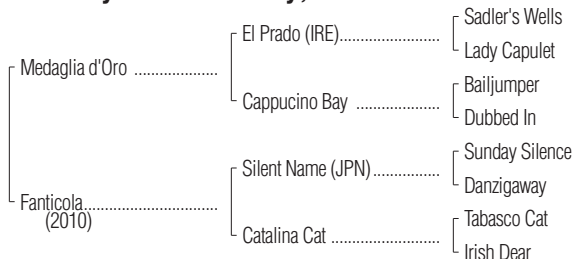 Sadler's Wells
El Prado (IRE)....................
Lady Capulet
Medaglia d'Oro ....................
Bailjumper
Cappucino Bay ....................
Dubbed In
Sunday Silence
Silent Name (JPN)................
Danzigaway
Fanticola................................
(2010)
Tabasco Cat
Catalina Cat ..........................
Irish Dear